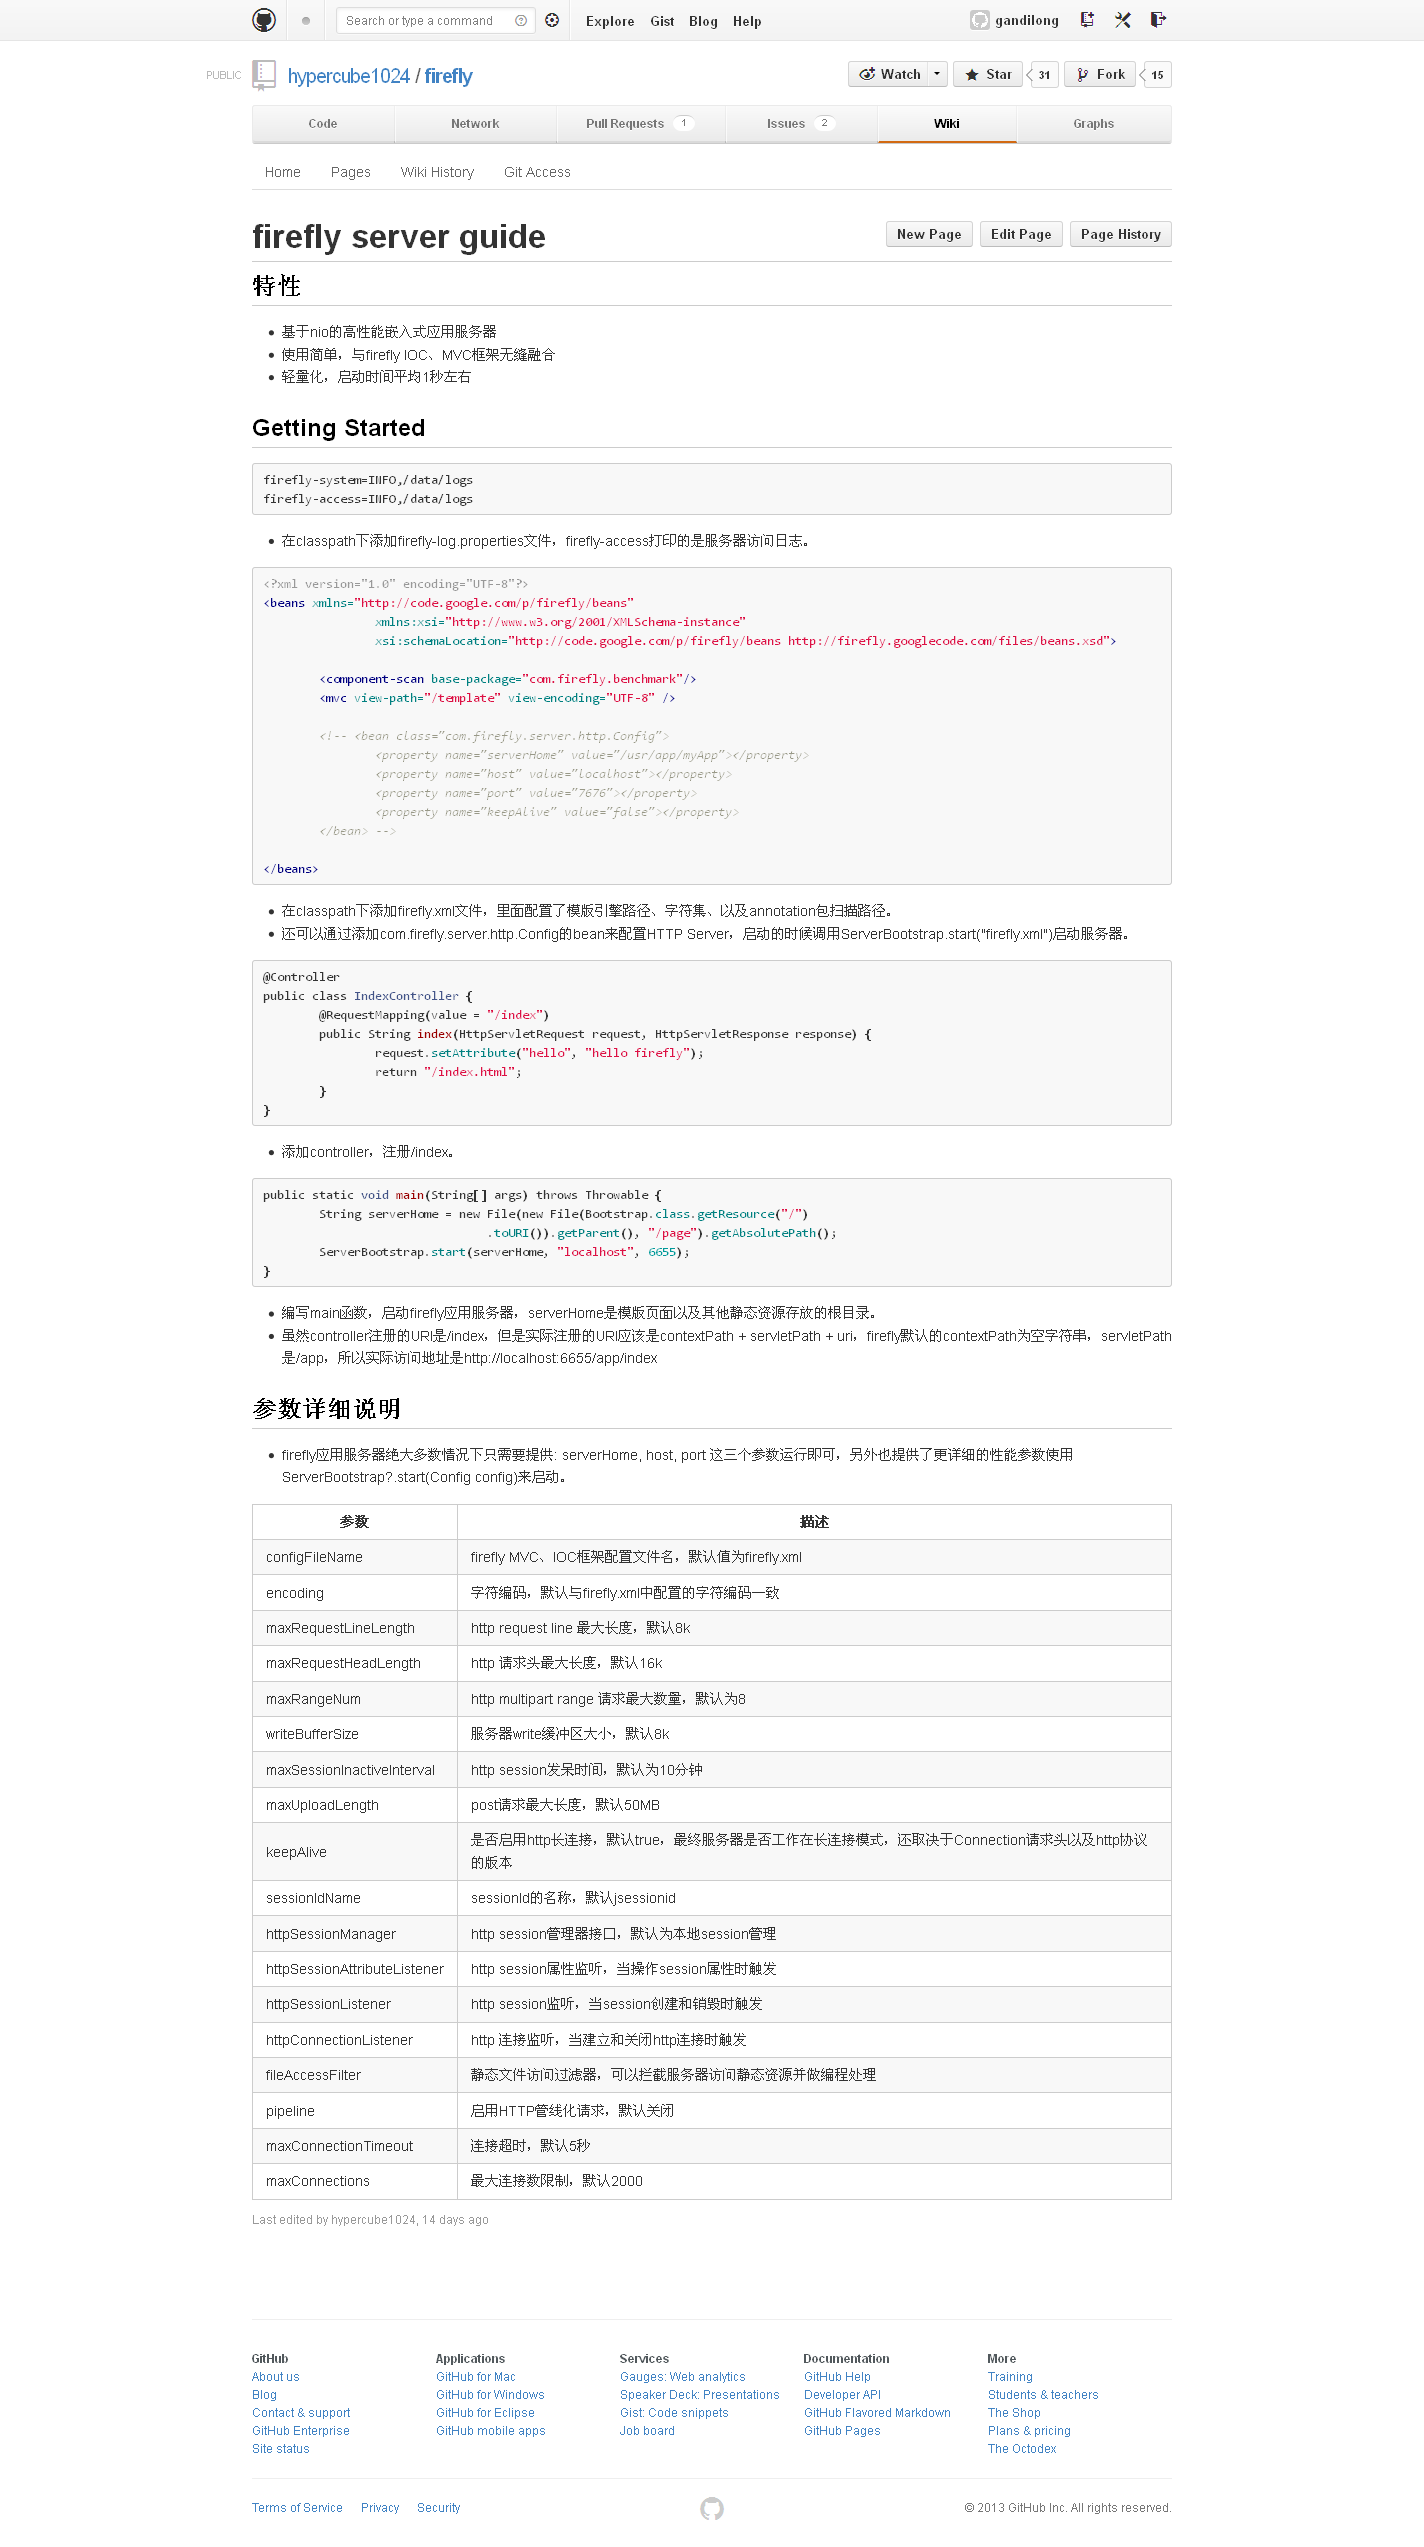 Search or type a command
Explore Gist Blog Help
gandilong
PUBLIC hypercube1024 / firefly
Watch Star 31 Fork 15
Code Network Pull Requests 1 Issues 2 Wiki Graphs
Home Pages Wiki History Git Access
firefly server guide
New Page Edit Page Page History
特性
基于nio的高性能嵌入式应用服务器
使用简单，与firefly IOC、MVC框架无缝融合
轻量化，启动时间平均1秒左右
Getting Started
firefly-system=INFO,/data/logs
firefly-access=INFO,/data/logs
在classpath下添加firefly-log.properties文件，firefly-access打印的是服务器访问日志。
<?xml version="1.0" encoding="UTF-8"?>
<beans xmlns="http://code.google.com/p/firefly/beans"
xmlns:xsi="http://www.w3.org/2001/XMLSchema-instance"
xsi:schemaLocation="http://code.google.com/p/firefly/beans http://firefly.googlecode.com/files/beans.xsd">
<component-scan base-package="com.firefly.benchmark"/>
<mvc view-path="/template" view-encoding="UTF-8" />
<!-- <bean class="com.firefly.server.http.Config">
<property name="serverHome" value="/usr/app/myApp"></property>
<property name="host" value="localhost"></property>
<property name="port" value="7676"></property>
<property name="keepAlive" value="false"></property>
</bean> -->
</beans>
在classpath下添加firefly.xml文件，里面配置了模版引擎路径、字符集、以及annotation包扫描路径。
还可以通过添加com.firefly.server.http.Config的bean来配置HTTP Server，启动的时候调用ServerBootstrap.start("firefly.xml")启动服务器。
@Controller
public class IndexController {
@RequestMapping(value = "/index")
public String index(HttpServletRequest request, HttpServletResponse response) {
request.setAttribute("hello", "hello firefly");
return "/index.html";
}
}
添加controller，注册/index。
public static void main(String[] args) throws Throwable {
String serverHome = new File(new File(Bootstrap.class.getResource("/")
.toURI()).getParent(), "/page").getAbsolutePath();
ServerBootstrap.start(serverHome, "localhost", 6655);
}
编写main函数，启动firefly应用服务器，serverHome是模版页面以及其他静态资源存放的根目录。
虽然controller注册的URI是/index，但是实际注册的URI应该是contextPath + servletPath + uri，firefly默认的contextPath为空字符串，servletPath
是/app，所以实际访问地址是http://localhost:6655/app/index
参数详细说明
firefly应用服务器绝大多数情况下只需要提供: serverHome, host, port 这三个参数运行即可，另外也提供了更详细的性能参数使用
ServerBootstrap?.start(Config config)来启动。
参数 描述
configFileName firefly MVC、IOC框架配置文件名，默认值为firefly.xml
encoding 字符编码，默认与firefly.xml中配置的字符编码一致
maxRequestLineLength http request line 最大长度，默认8k
maxRequestHeadLength http 请求头最大长度，默认16k
maxRangeNum http multipart range 请求最大数量，默认为8
writeBufferSize 服务器write缓冲区大小，默认8k
maxSessionInactiveInterval http session发呆时间，默认为10分钟
maxUploadLength post请求最大长度，默认50MB
keepAlive 是否启用http长连接，默认true，最终服务器是否工作在长连接模式，还取决于Connection请求头以及http协议
的版本
sessionIdName sessionId的名称，默认jsessionid
httpSessionManager http session管理器接口，默认为本地session管理
httpSessionAttributeListener http session属性监听，当操作session属性时触发
httpSessionListener http session监听，当session创建和销毁时触发
httpConnectionListener http 连接监听，当建立和关闭http连接时触发
fileAccessFilter 静态文件访问过滤器，可以拦截服务器访问静态资源并做编程处理
pipeline 启用HTTP管线化请求，默认关闭
maxConnectionTimeout 连接超时，默认5秒
maxConnections 最大连接数限制，默认2000
Last edited by hypercube1024, 14 days ago
GitHub Applications Services Documentation More
About us GitHub for Mac Gauges: Web analytics GitHub Help Training
Blog GitHub for Windows Speaker Deck: Presentations Developer API Students & teachers
Contact & support GitHub for Eclipse Gist: Code snippets GitHub Flavored Markdown The Shop
GitHub Enterprise GitHub mobile apps Job board GitHub Pages Plans & pricing
Site status The Octodex
Terms of Service Privacy Security © 2013 GitHub Inc. All rights reserved.